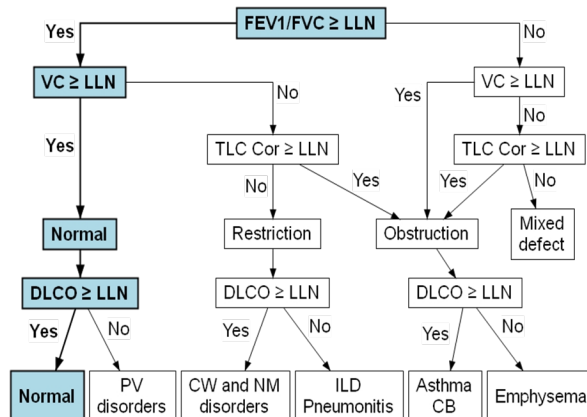 FEV1/FVC ≥ LLN
Yes
No
VC ≥ LLN
VC ≥ LLN
No
Yes
No
Yes
TLC Cor ≥ LLN
TLC Cor ≥ LLN
No
Yes
Yes
No
Normal
Restriction
Obstruction
Mixed
defect
DLCO ≥ LLN
DLCO ≥ LLN
DLCO ≥ LLN
Yes
No
Yes
No
Yes
No
Normal
PV
disorders
CW and NM
disorders
ILD
Pneumonitis
Asthma
CB
Emphysema